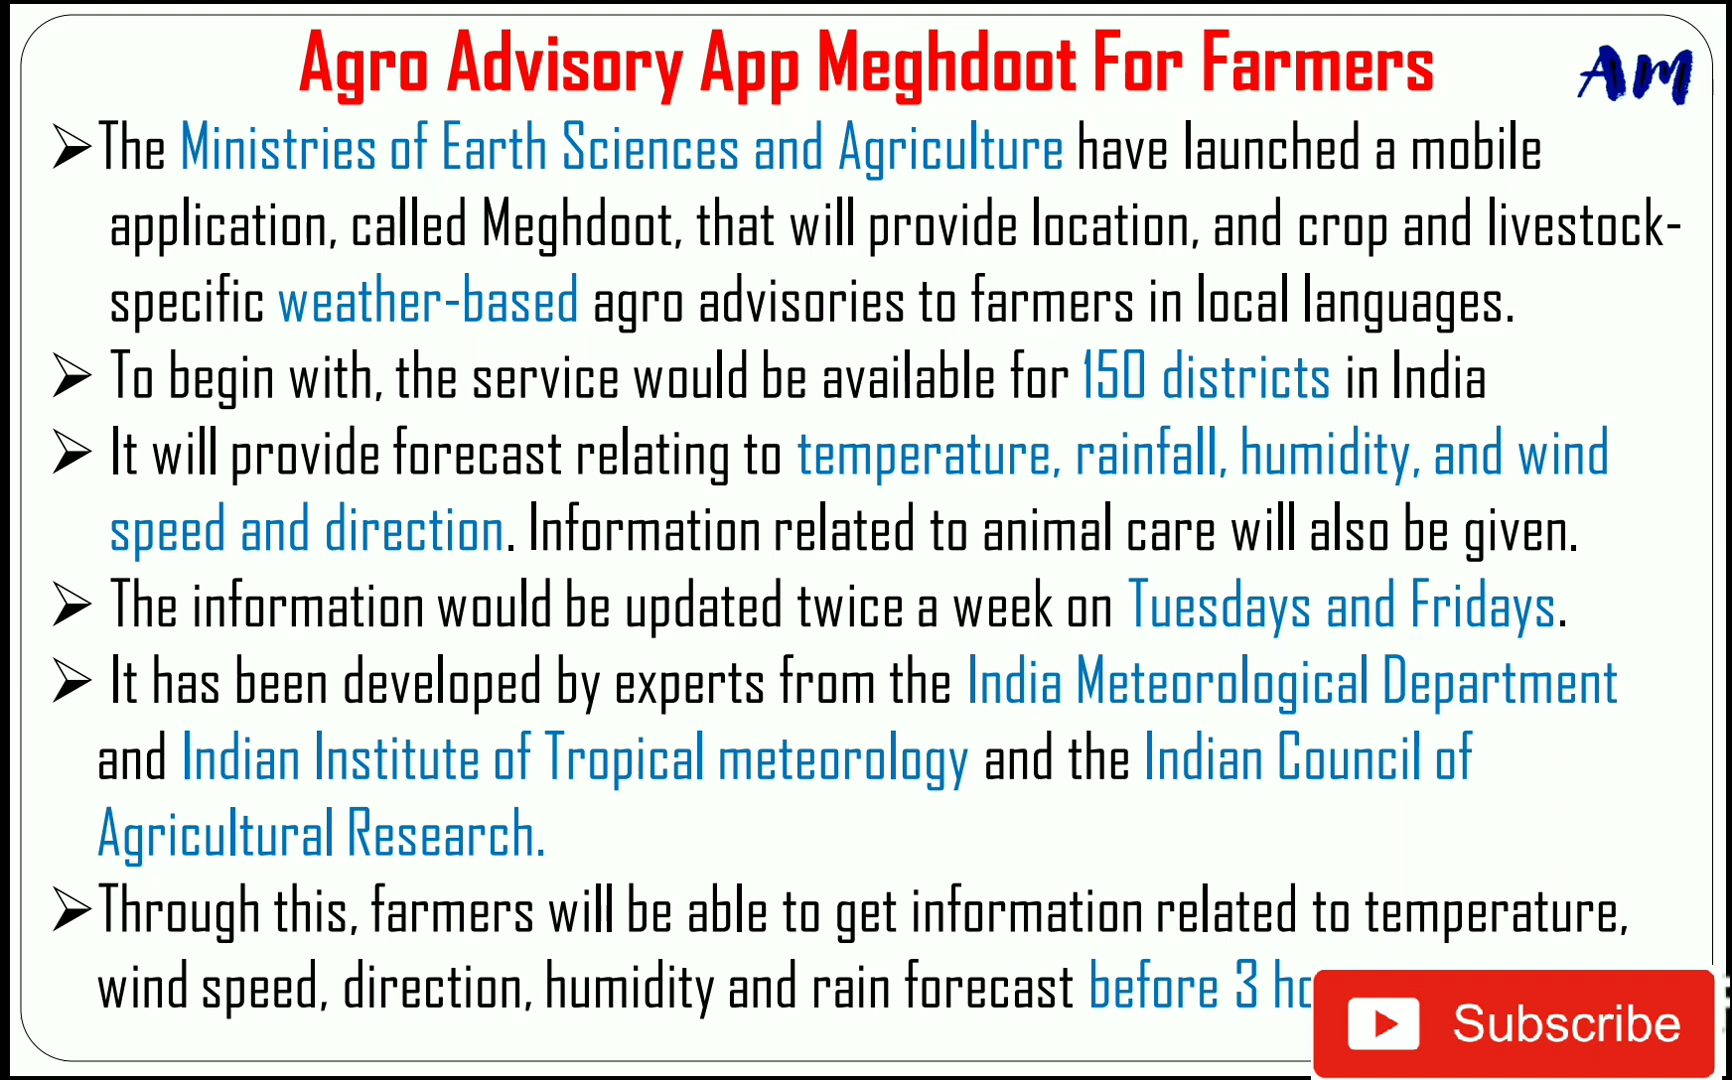 Agro Advisory App Meghdoot For Farmers
AM
➢The Ministries of Earth Sciences and Agriculture have launched a mobile
application, called Meghdoot, that will provide location, and crop and livestock-
specific weather-based agro advisories to farmers in local languages.
➢ To begin with, the service would be available for 150 districts in India
➢ It will provide forecast relating to temperature, rainfall, humidity, and wind
speed and direction. Information related to animal care will also be given.
➢ The information would be updated twice a week on Tuesdays and Fridays.
➢ It has been developed by experts from the India Meteorological Department
and Indian Institute of Tropical meteorology and the Indian Council of
Agricultural Research.
➢Through this, farmers will be able to get information related to temperature,
wind speed, direction, humidity and rain forecast before 3
Subscribe